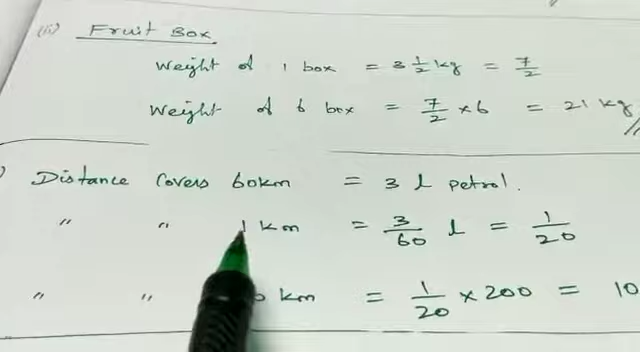 (ii) Fruit Box
Weight of 1 box = 3 1/2 kg = 7/2
Weight of 6 box = 7/2 x 6 = 21 kg //
) Distance Covers 60km = 3 l petrol.
" " 1 km = 3/60 l = 1/20
" " 0 km = 1/20 x 200 = 10